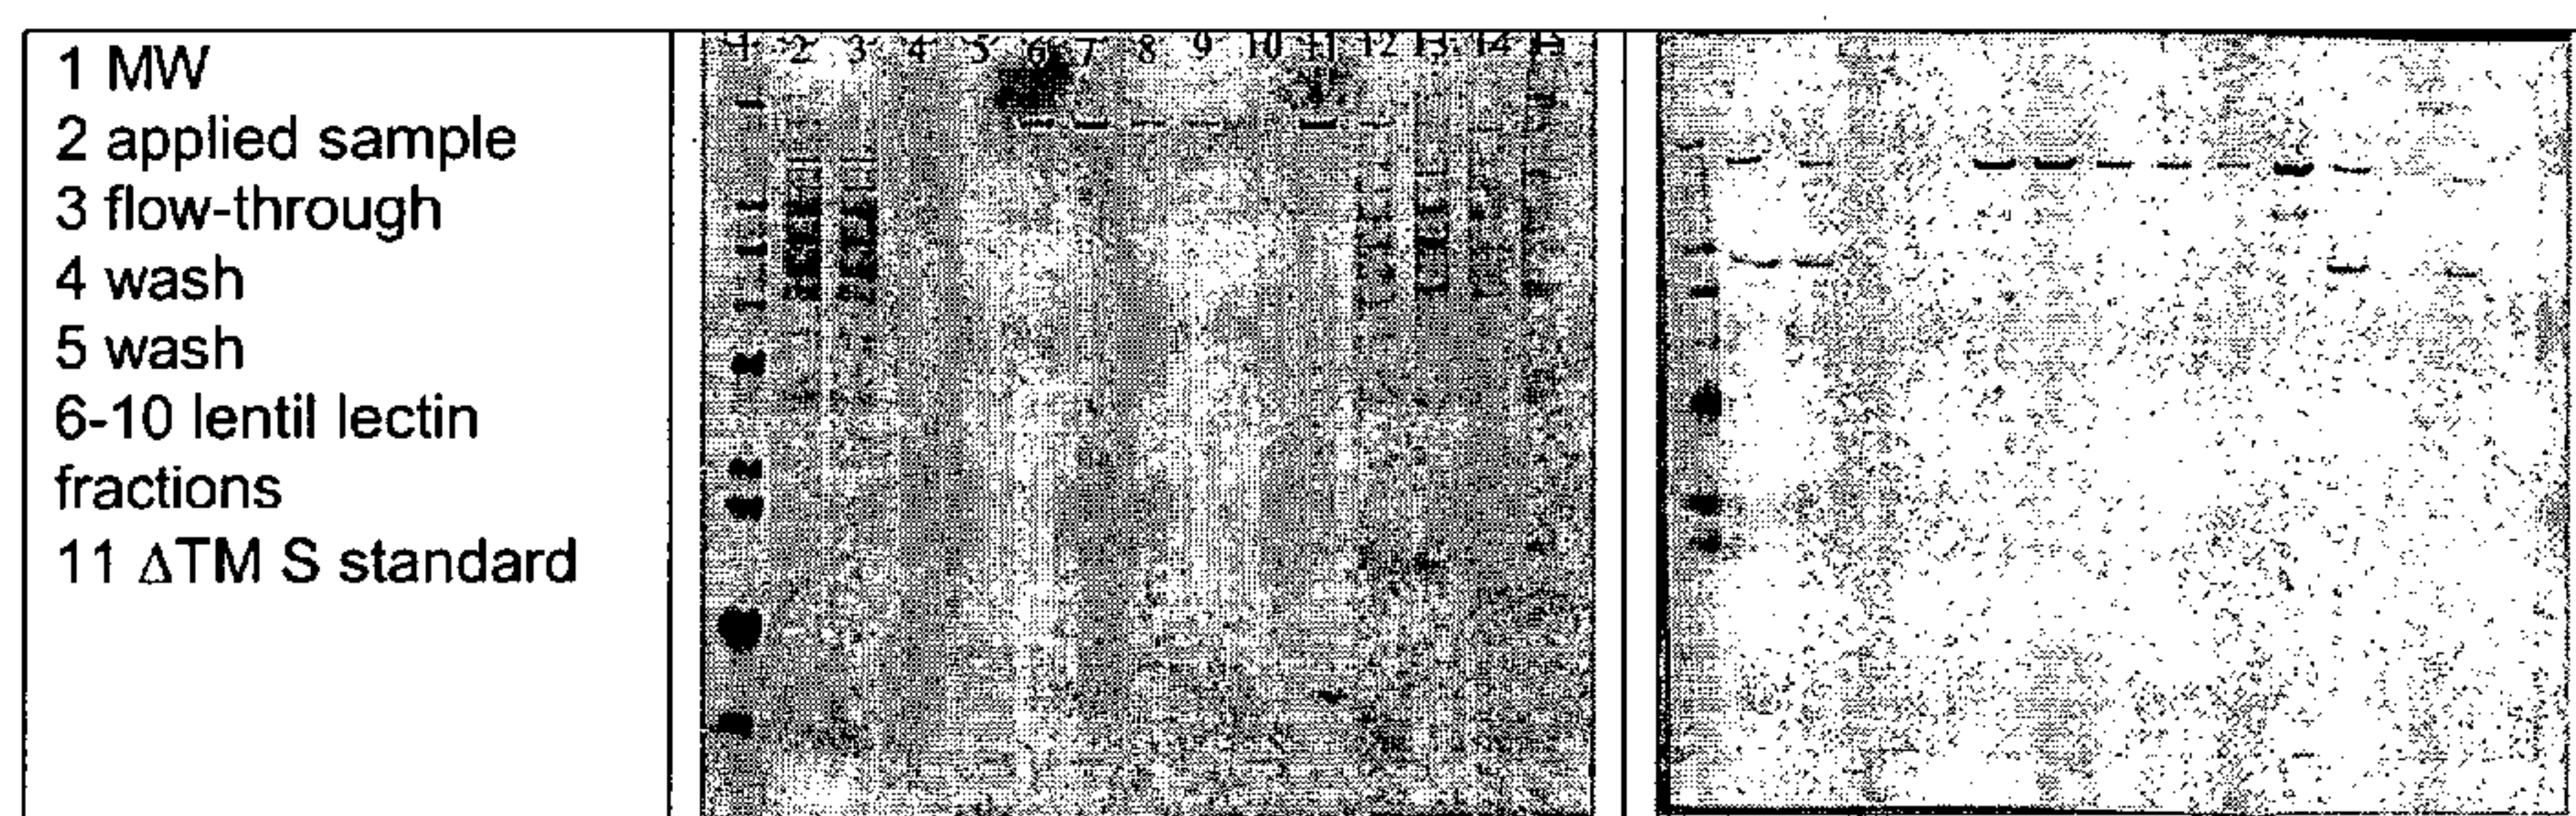 1 MW
2 applied sample
3 flow-through
4 wash
5 wash
6-10 lentil lectin
fractions
11 ΔTM S standard
1 2 3 4 5 6 7 8 9 10 11 12 13 14